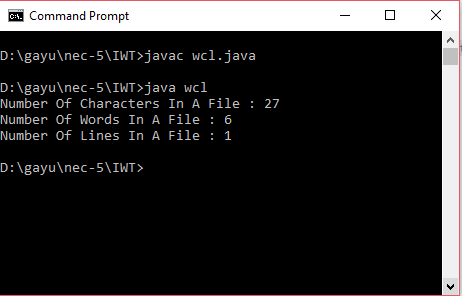 Command Prompt
D:\gayu\nec-5\IWT>javac wcl.java
D:\gayu\nec-5\IWT>java wcl
Number Of Characters In A File : 27
Number Of Words In A File : 6
Number Of Lines In A File : 1
D:\gayu\nec-5\IWT>